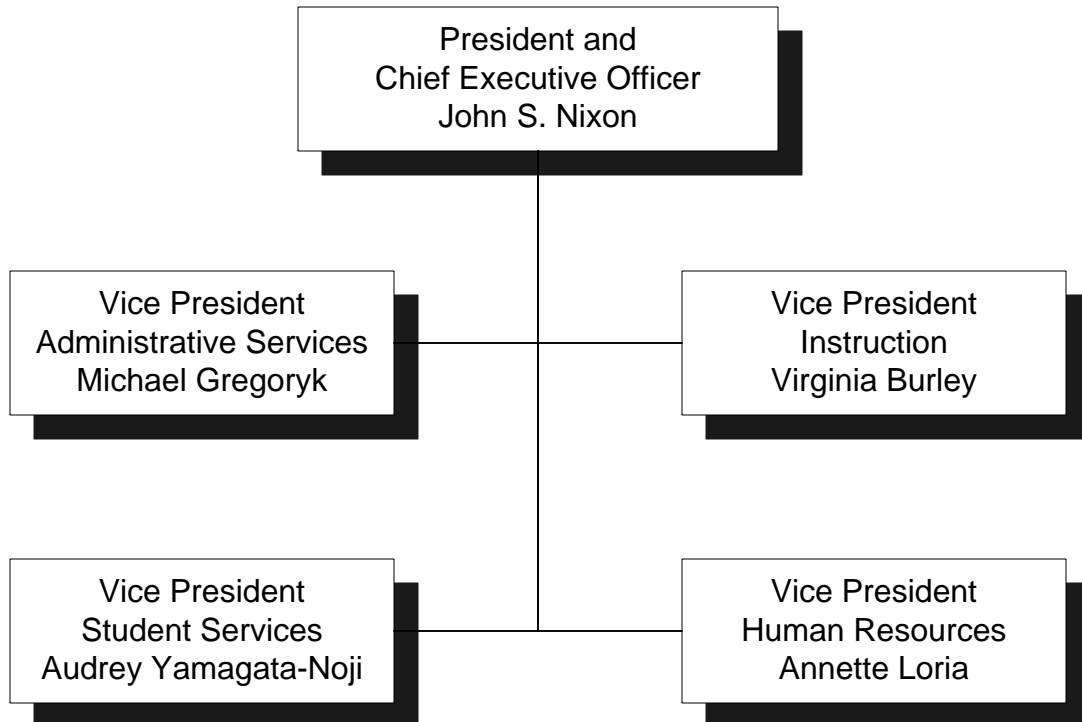 President and
Chief Executive Officer
John S. Nixon
Vice President
Administrative Services
Michael Gregoryk
Vice President
Instruction
Virginia Burley
Vice President
Student Services
Audrey Yamagata-Noji
Vice President
Human Resources
Annette Loria